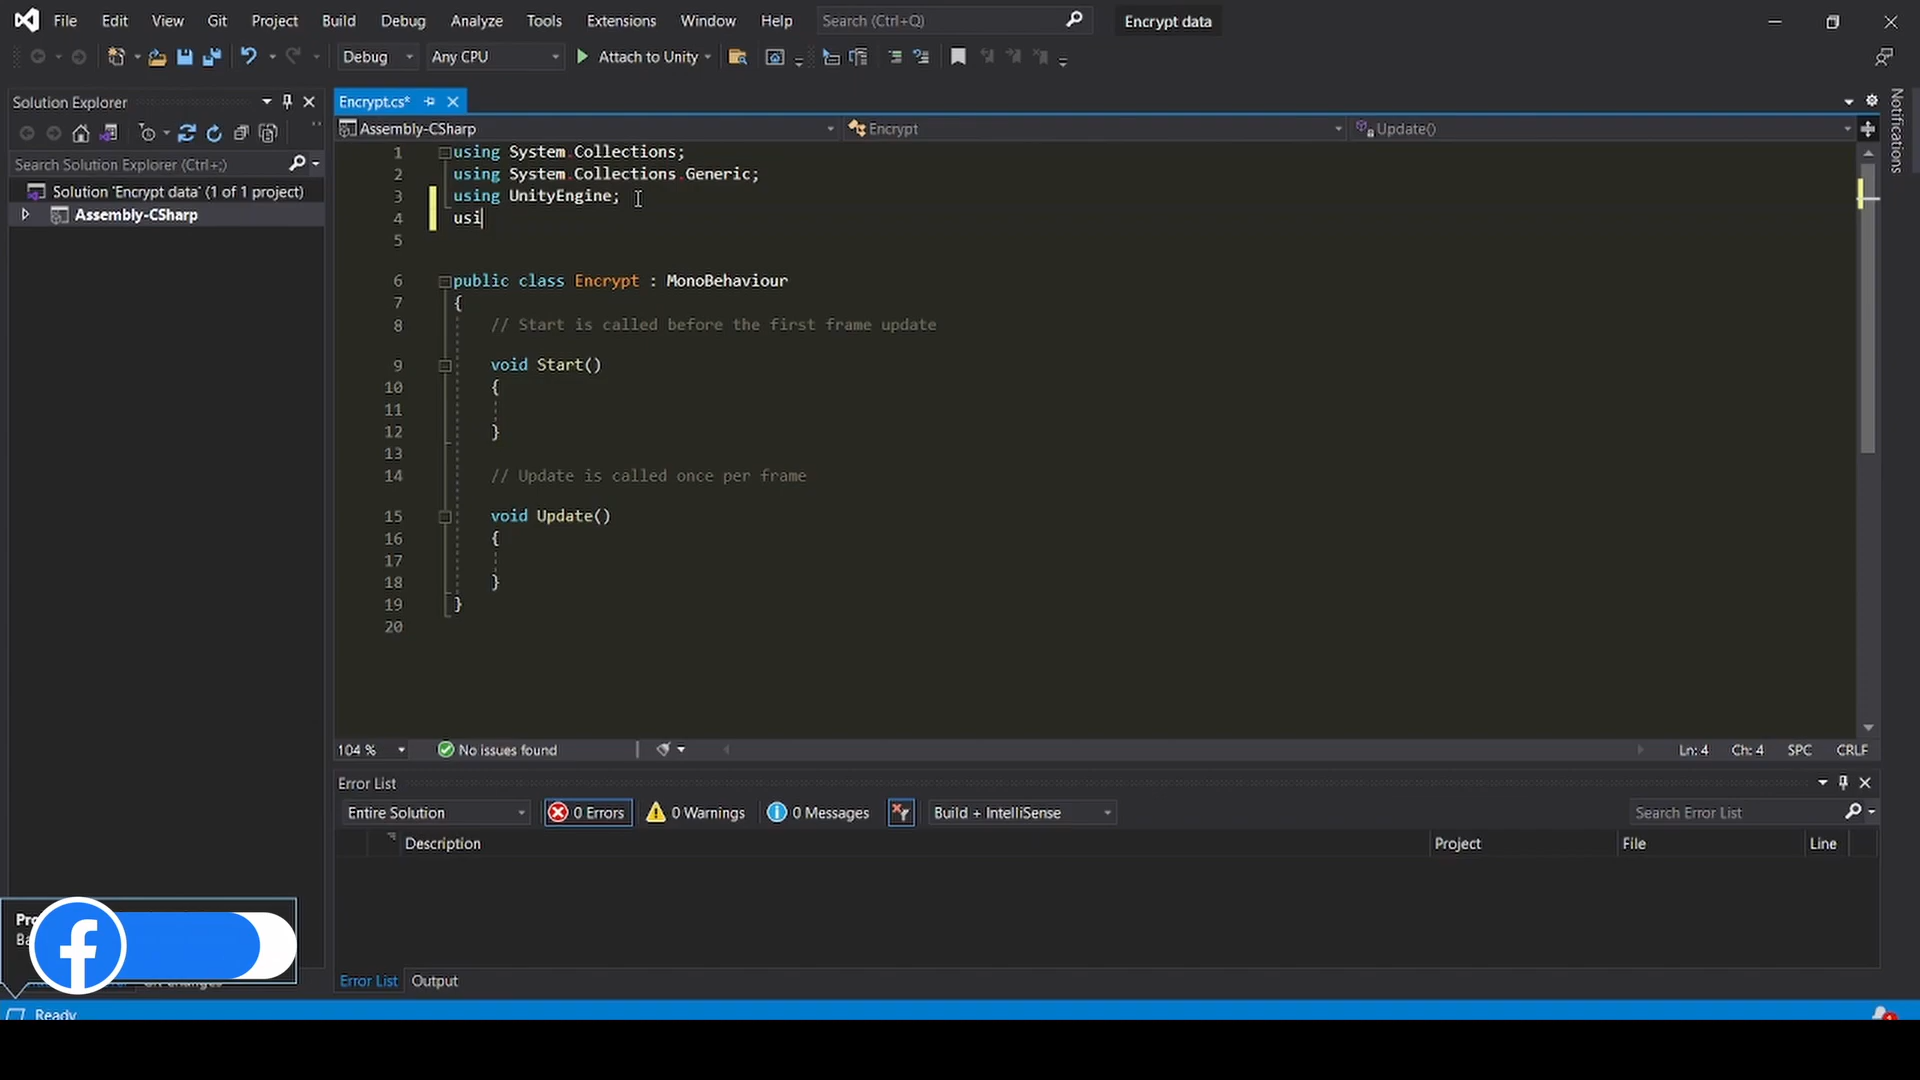 File Edit View Git Project Build Debug Analyze Tools Extensions Window Help Search (Ctrl+Q) Encrypt data
Debug Any CPU Attach to Unity
Solution Explorer
Search Solution Explorer (Ctrl+;)
Solution 'Encrypt data' (1 of 1 project)
Assembly-CSharp
Encrypt.cs*
Assembly-CSharp Encrypt Update()
Notifications
1 using System.Collections;
2 using System.Collections.Generic;
3 using UnityEngine;
4 usi
5
6 public class Encrypt : MonoBehaviour
7 {
8 // Start is called before the first frame update
9 void Start()
10 {
11
12 }
13
14 // Update is called once per frame
15 void Update()
16 {
17
18 }
19 }
20
104 % No issues found Ln: 4 Ch: 4 SPC CRLF
Error List
Entire Solution 0 Errors 0 Warnings 0 Messages Build + IntelliSense Search Error List
Description Project File Line
Error List Output
Ready